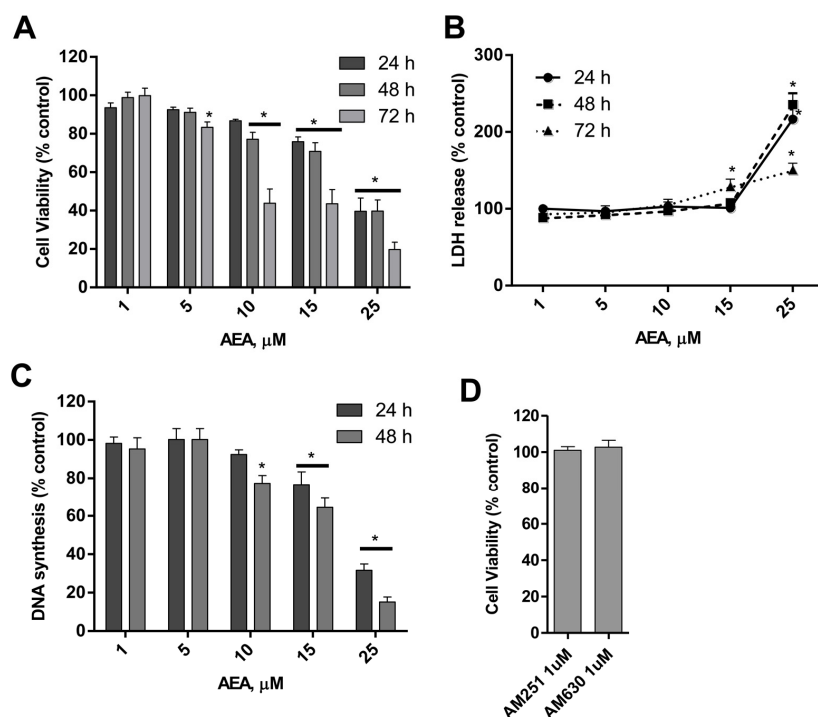 A
Cell Viability (% control)
120
100
80
60
40
20
0
24 h
48 h
72 h
*
*
*
*
1
5
10
15
25
AEA, μM
B
LDH release (% control)
300
200
100
0
24 h
48 h
72 h
*
*
*
*
1
5
10
15
25
AEA, μM
C
DNA synthesis (% control)
120
100
80
60
40
20
0
24 h
48 h
*
*
*
1
5
10
15
25
AEA, μM
D
Cell Viability (% control)
120
100
80
60
40
20
0
AM251 1uM
AM630 1uM